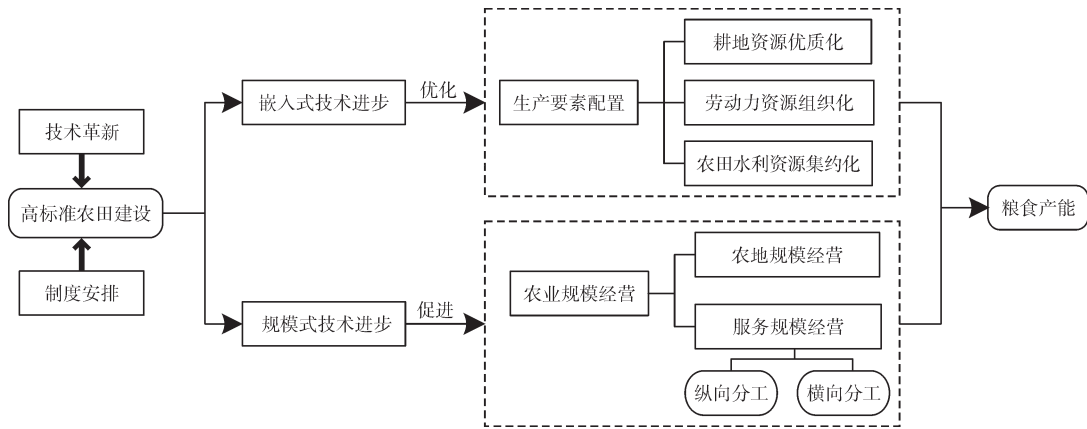 技术革新
高标准农田建设
制度安排
嵌入式技术进步
优化
生产要素配置
耕地资源优质化
劳动力资源组织化
农田水利资源集约化
规模式技术进步
促进
农业规模经营
农地规模经营
服务规模经营
纵向分工
横向分工
粮食产能